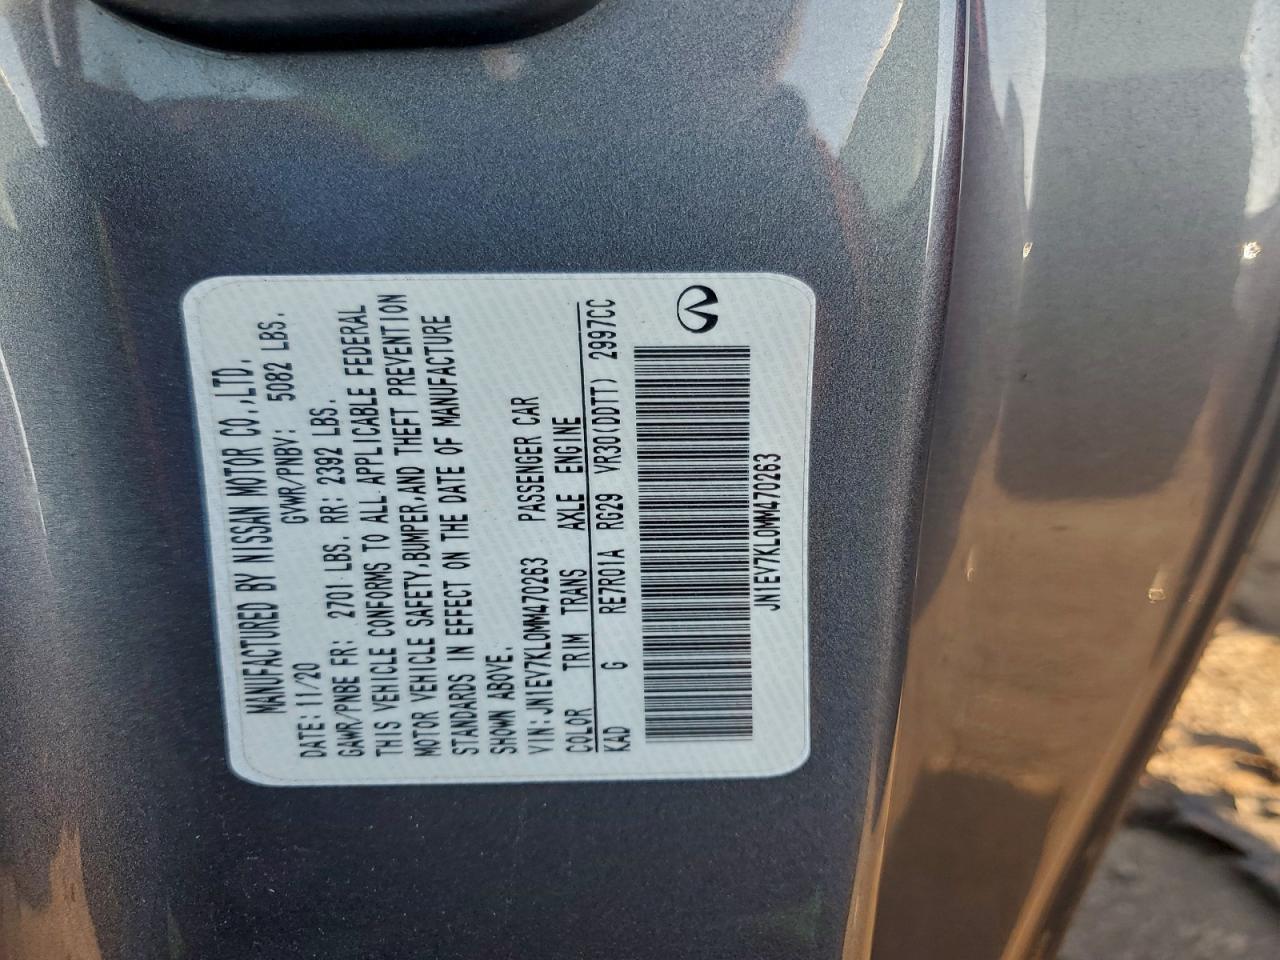 MANUFACTURED BY NISSAN MOTOR CO.,LTD.
DATE: 11/20 GVWR/PNBV: 5082 LBS.
GAWR/PNBE FR: 2701 LBS. RR: 2392 LBS.
THIS VEHICLE CONFORMS TO ALL APPLICABLE FEDERAL
MOTOR VEHICLE SAFETY,BUMPER,AND THEFT PREVENTION
STANDARDS IN EFFECT ON THE DATE OF MANUFACTURE
SHOWN ABOVE.
VIN: JN1EV7KL0MM470263 PASSENGER CAR
COLOR TRIM TRANS AXLE ENGINE
KAD G RE7R01A RG29 VR30(DDTT) 2997CC
JN1EV7KL0MM470263